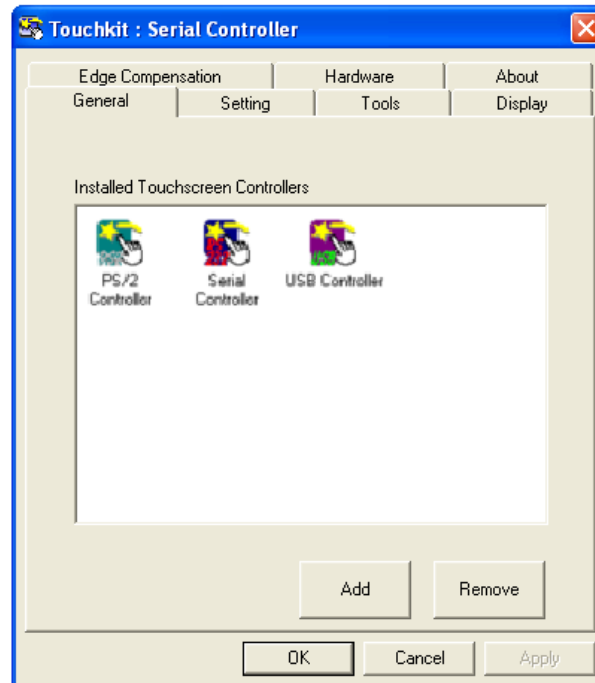 Touchkit : Serial Controller
Edge Compensation Hardware About
General Setting Tools Display
Installed Touchscreen Controllers
PS/2 Serial USB Controller
Controller Controller
Add Remove
OK Cancel Apply